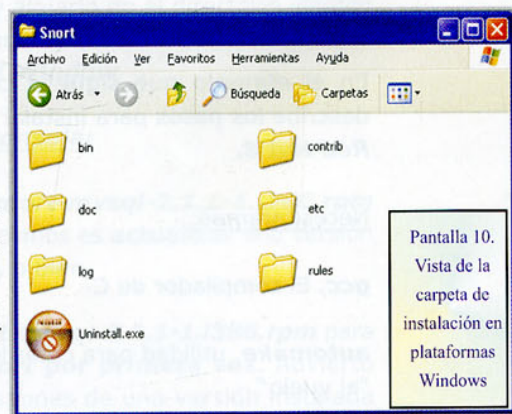 Snort
Archivo Edición Ver Favoritos Herramientas Ayuda
Atrás Búsqueda Carpetas
bin contrib
doc etc
log rules
Uninstall.exe
Pantalla 10.
Vista de la
carpeta de
instalación en
plataformas
Windows